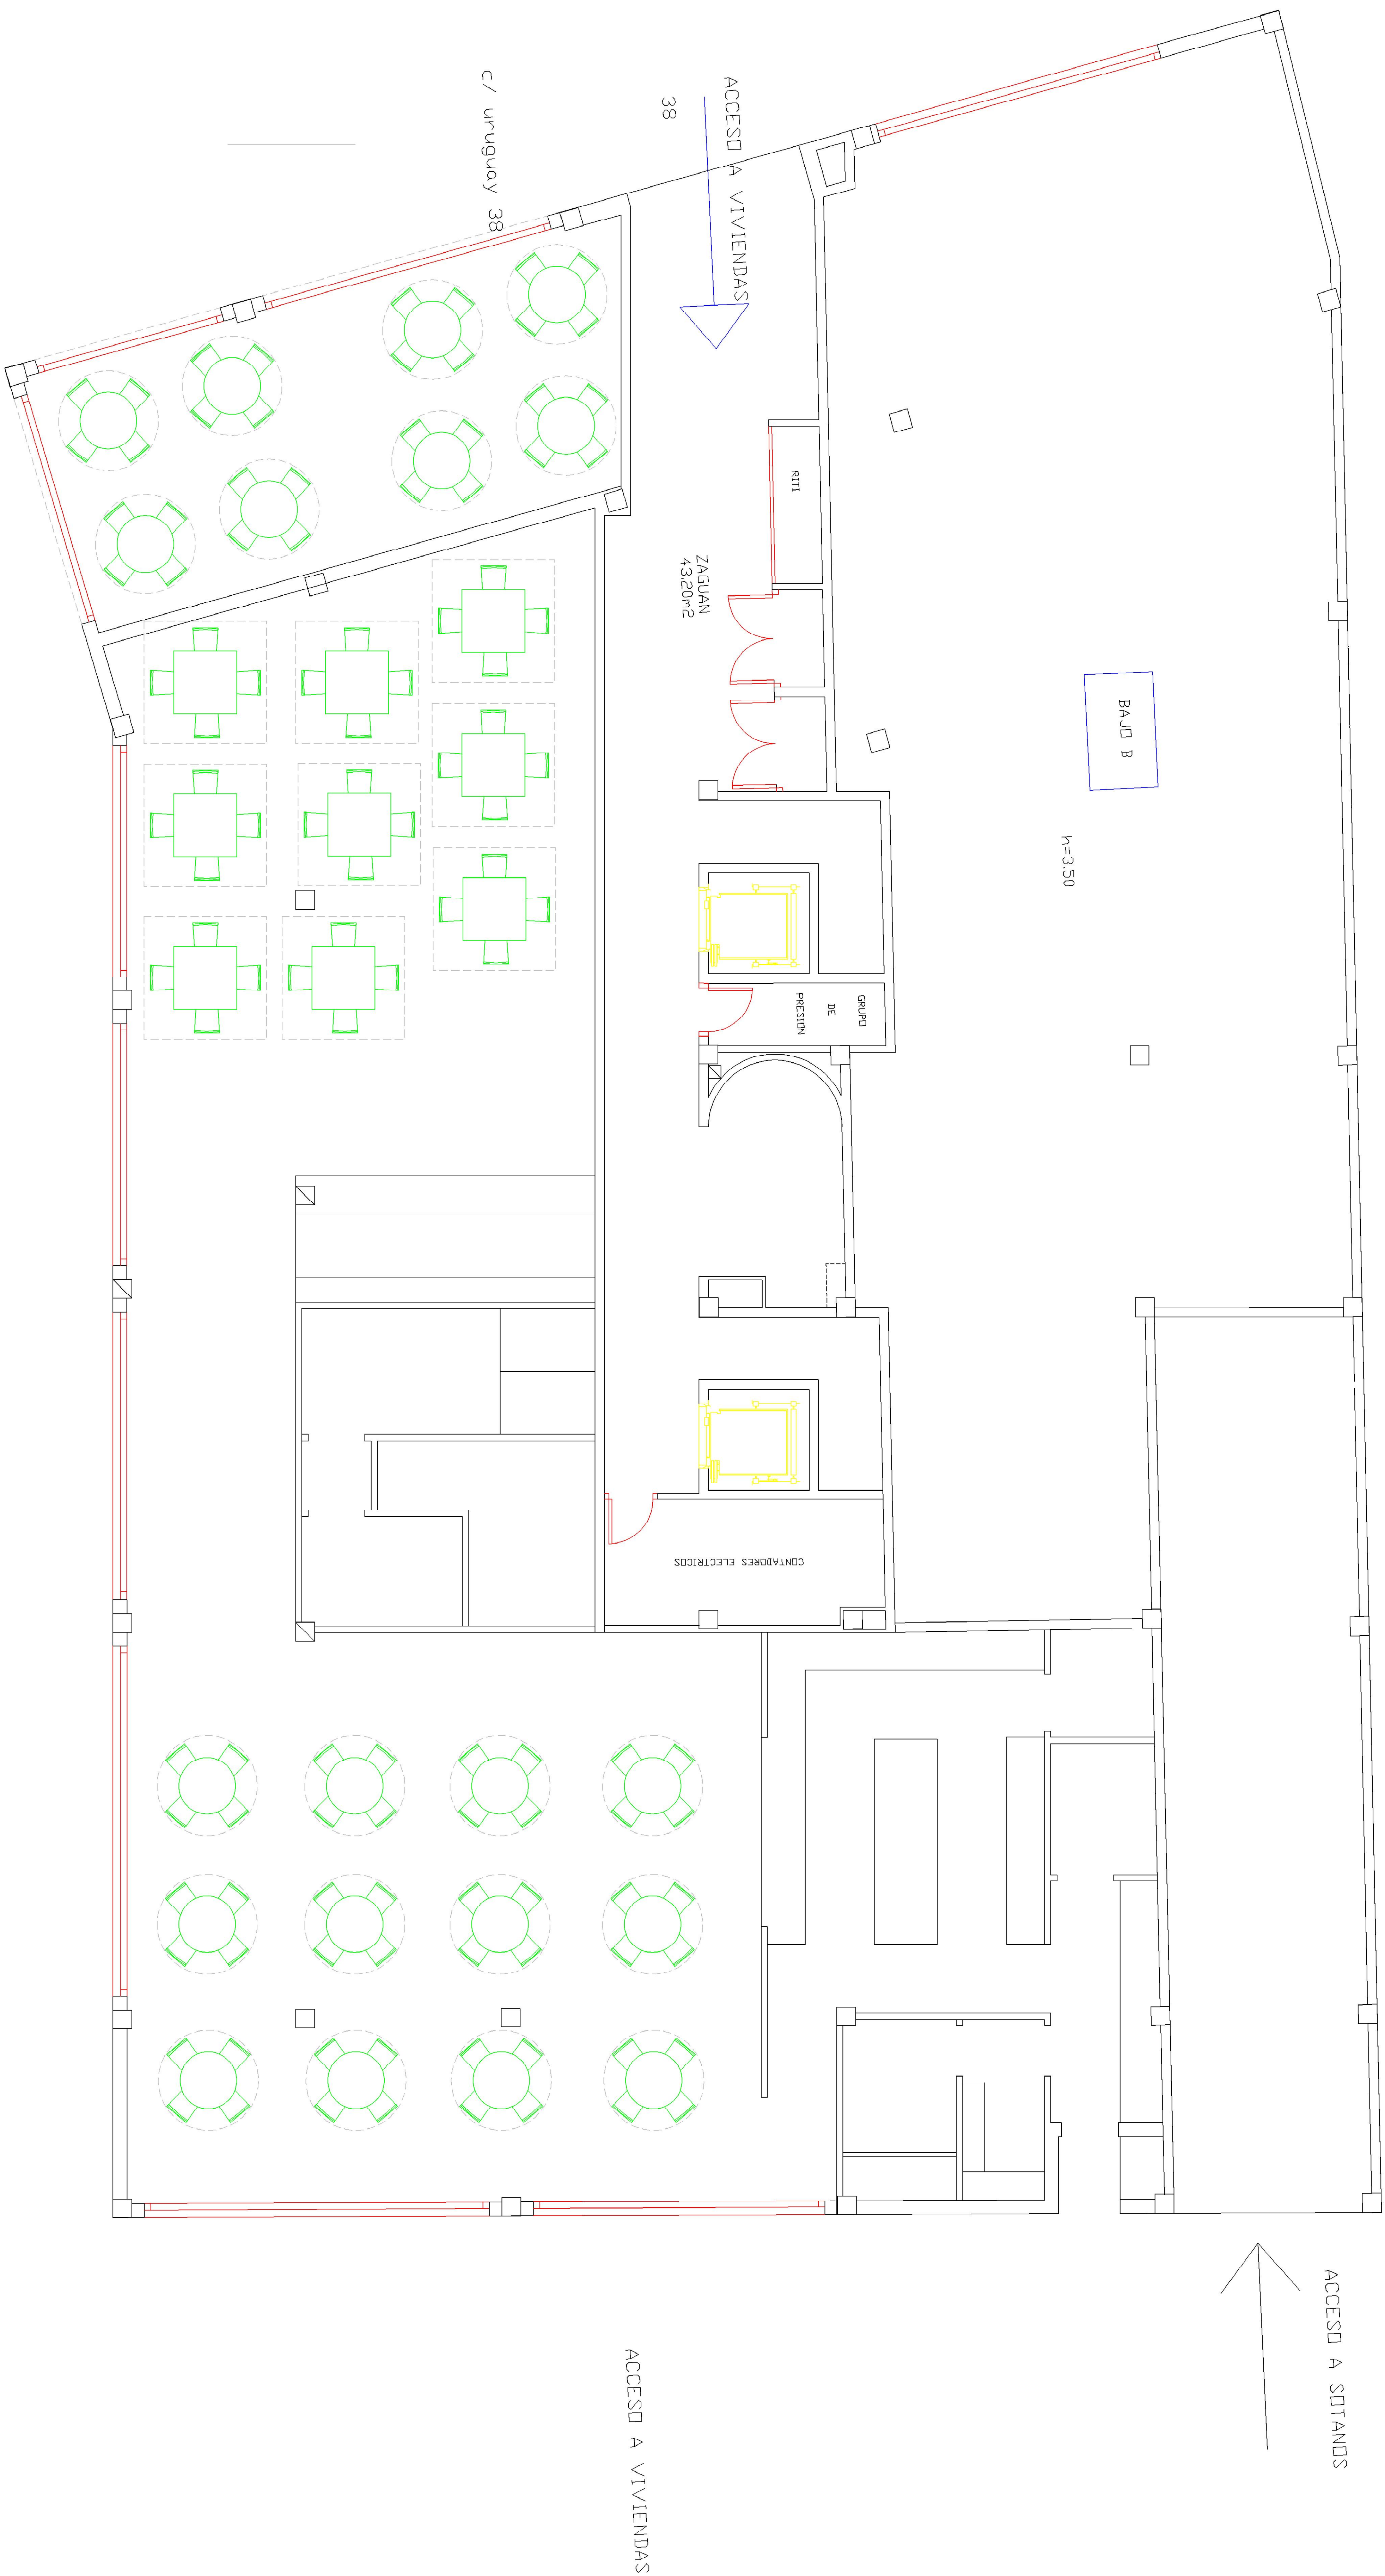 c/ uruguay 38
38
ACCESO A VIVIENDAS
RITI
ZAGUAN
43.20m2
BAJO B
h=3.50
GRUPO
DE
PRESION
CONTADORES ELECTRICOS
ACCESO A SOTANOS
ACCESO A VIVIENDAS